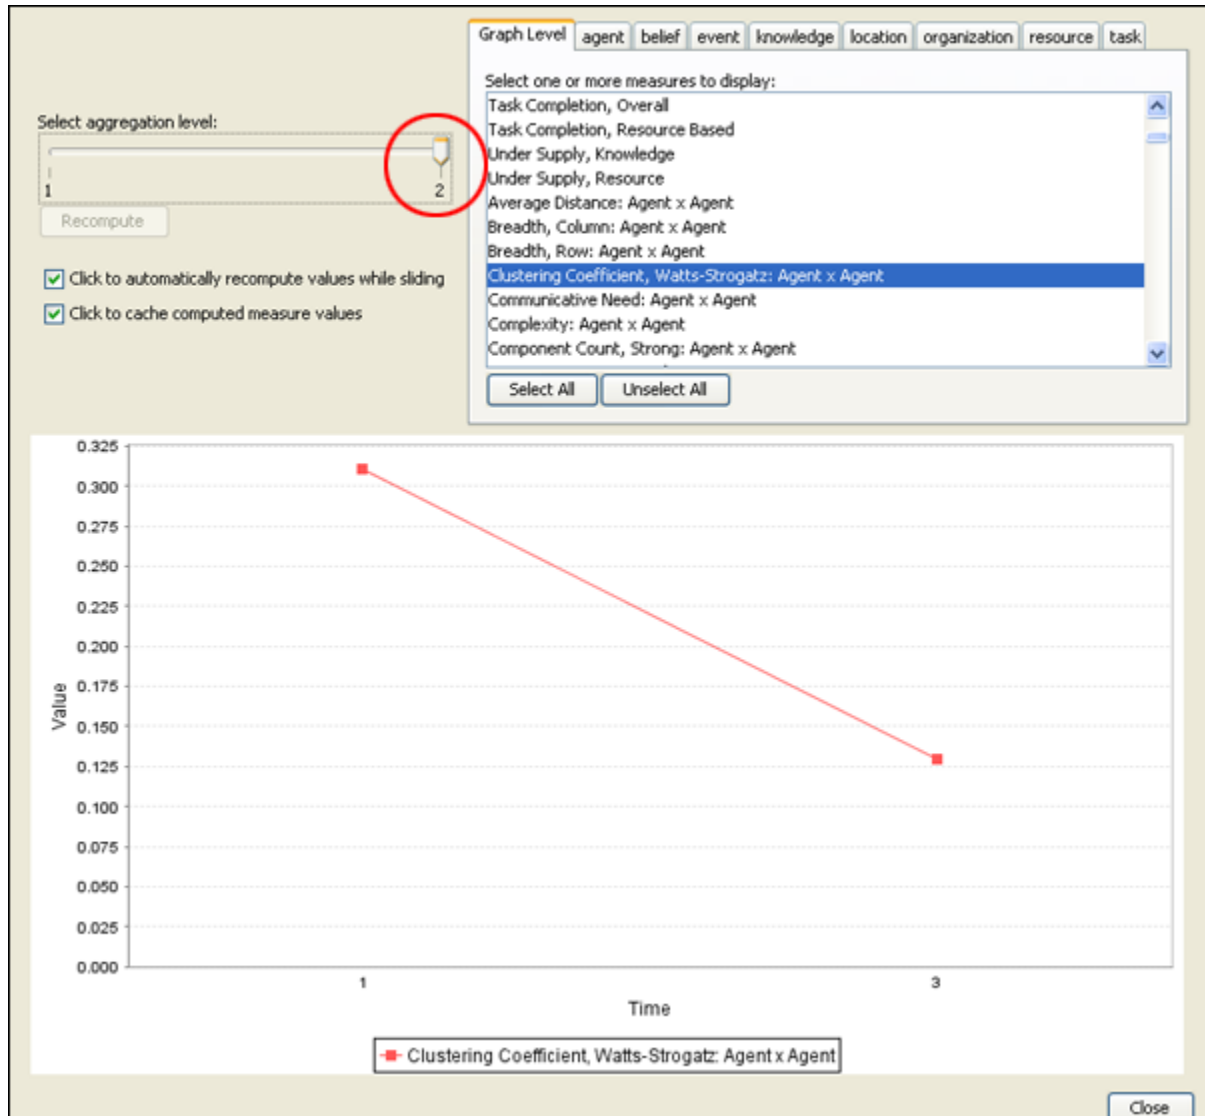 Graph Level agent belief event knowledge location organization resource task
Select one or more measures to display:
Task Completion, Overall
Task Completion, Resource Based
Under Supply, Knowledge
Under Supply, Resource
Average Distance: Agent x Agent
Breadth, Column: Agent x Agent
Breadth, Row: Agent x Agent
Clustering Coefficient, Watts-Strogatz: Agent x Agent
Communicative Need: Agent x Agent
Complexity: Agent x Agent
Component Count, Strong: Agent x Agent
Select All Unselect All
Select aggregation level:
1 2
Recompute
Click to automatically recompute values while sliding
Click to cache computed measure values
0.325
0.300
0.275
0.250
0.225
0.200
0.175
0.150
0.125
0.100
0.075
0.050
0.025
0.000
Value
1 3
Time
Clustering Coefficient, Watts-Strogatz: Agent x Agent
Close